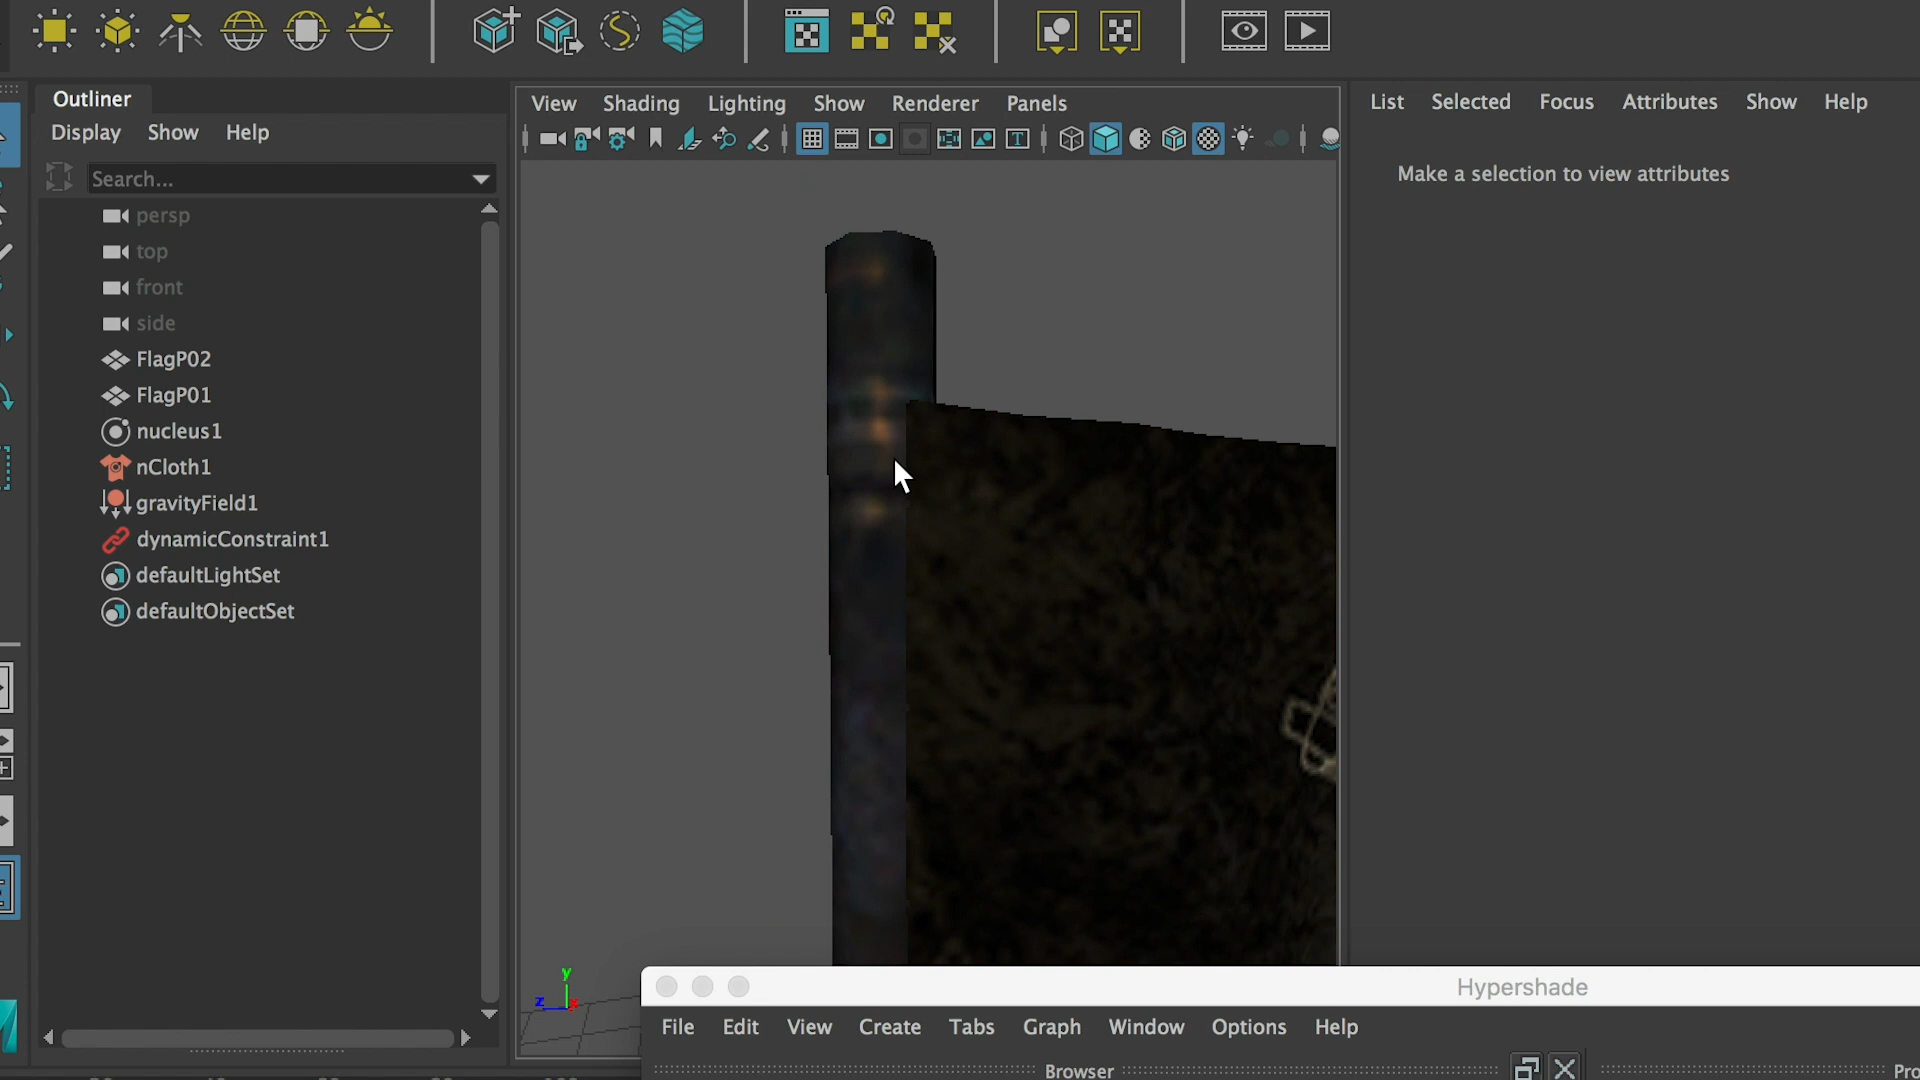 Outliner
Display Show Help
Search...
persp
top
front
side
FlagP02
FlagP01
nucleus1
nCloth1
gravityField1
dynamicConstraint1
defaultLightSet
defaultObjectSet
View Shading Lighting Show Renderer Panels
y
z
x
List Selected Focus Attributes Show Help
Make a selection to view attributes
Hypershade
File Edit View Create Tabs Graph Window Options Help
Browser